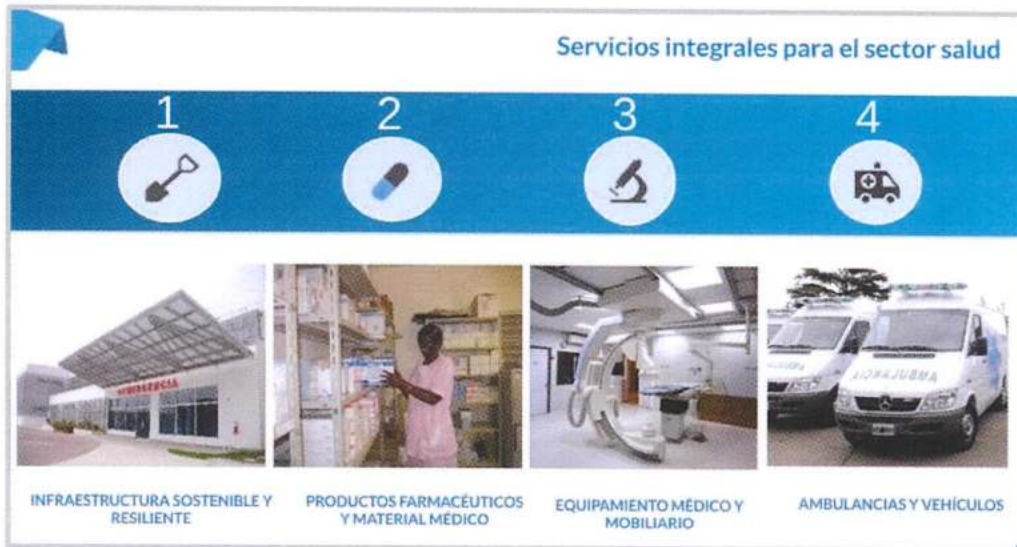 Servicios integrales para el sector salud
1
2
3
4
EMERGENCIA
AMBULANCIA
INFRAESTRUCTURA SOSTENIBLE Y
RESILIENTE
PRODUCTOS FARMACÉUTICOS
Y MATERIAL MÉDICO
EQUIPAMIENTO MÉDICO Y
MOBILIARIO
AMBULANCIAS Y VEHÍCULOS